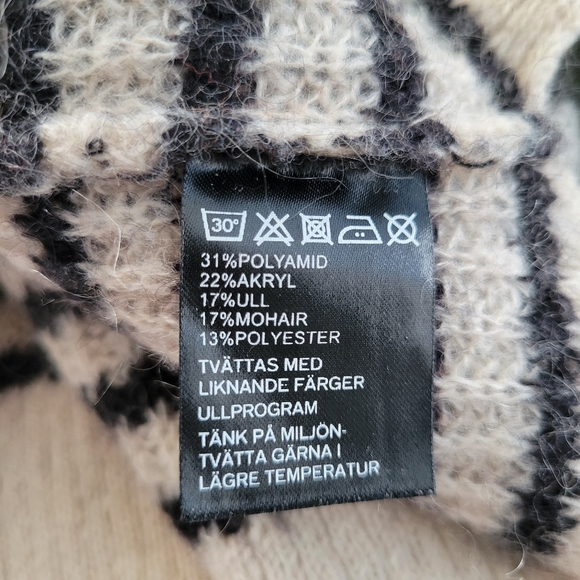 30°
31%POLYAMID
22%AKRYL
17%ULL
17%MOHAIR
13%POLYESTER
TVÄTTAS MED
LIKNANDE FÄRGER
ULLPROGRAM
TÄNK PÅ MILJÖN-
TVÄTTA GÄRNA I
LÄGRE TEMPERATUR